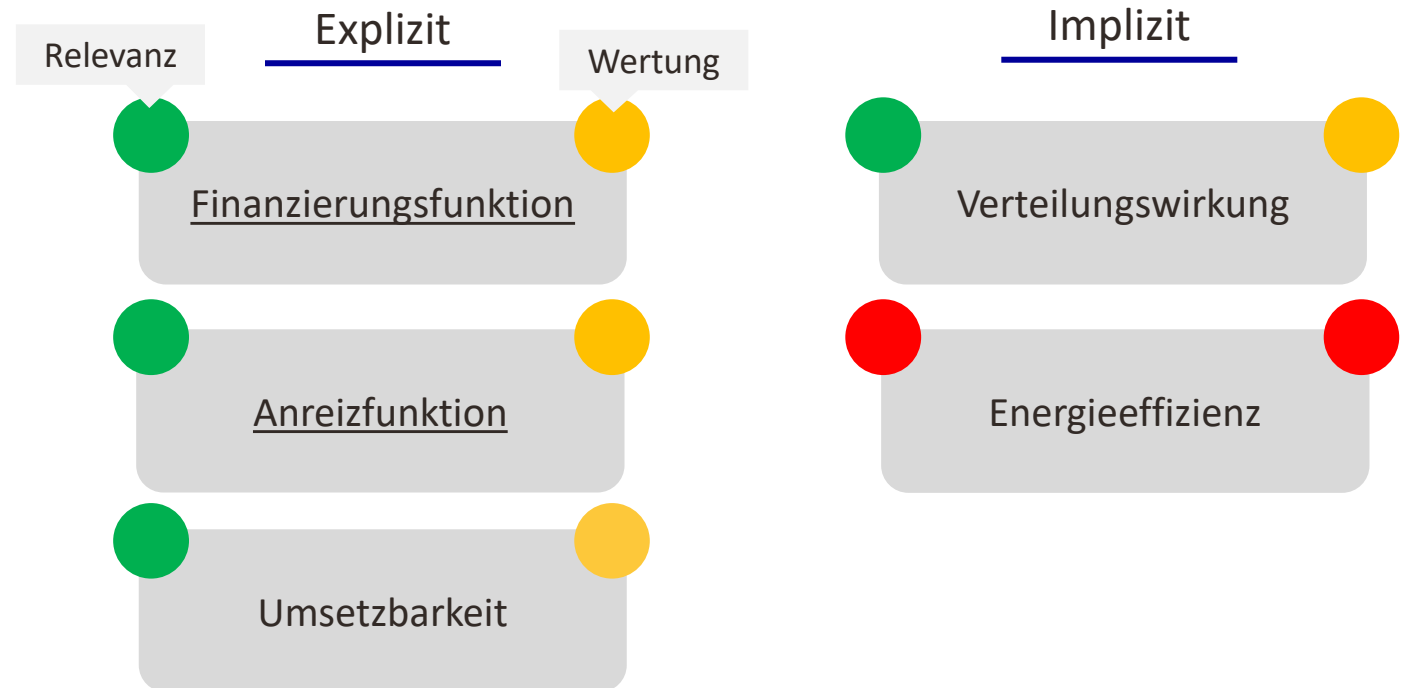 Explizit
Relevanz
Wertung
Finanzierungsfunktion
Anreizfunktion
Umsetzbarkeit
Implizit
Verteilungswirkung
Energieeffizienz